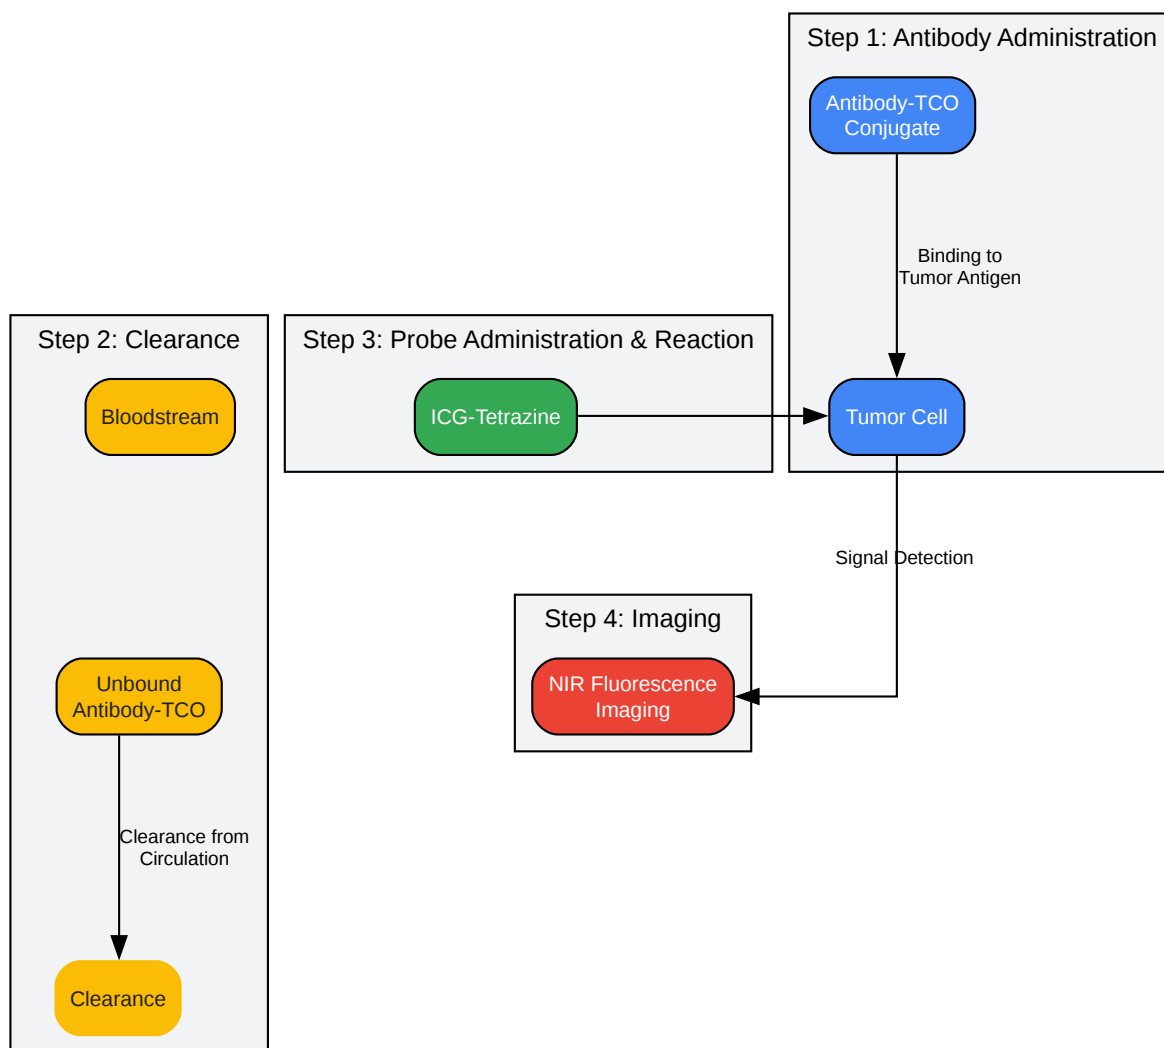 Step 1: Antibody Administration
Antibody-TCO
Conjugate
Binding to
Tumor Antigen
Tumor Cell
Step 2: Clearance
Bloodstream
Unbound
Antibody-TCO
Clearance from
Circulation
Clearance
Step 3: Probe Administration & Reaction
ICG-Tetrazine
Signal Detection
Step 4: Imaging
NIR Fluorescence
Imaging